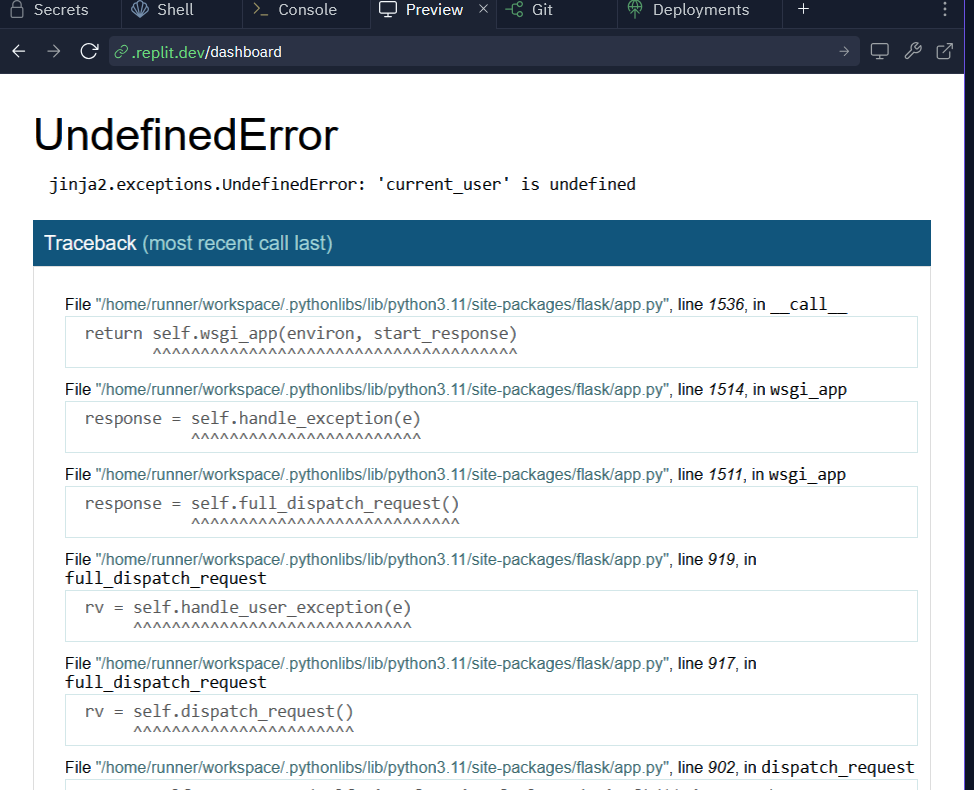 Secrets Shell Console Preview Git Deployments
.replit.dev/dashboard
UndefinedError
jinja2.exceptions.UndefinedError: 'current_user' is undefined
Traceback (most recent call last)
File "/home/runner/workspace/.pythonlibs/lib/python3.11/site-packages/flask/app.py", line 1536, in __call__
return self.wsgi_app(environ, start_response)
^^^^^^^^^^^^^^^^^^^^^^^^^^^^^^^^^^^^^^
File "/home/runner/workspace/.pythonlibs/lib/python3.11/site-packages/flask/app.py", line 1514, in wsgi_app
response = self.handle_exception(e)
^^^^^^^^^^^^^^^^^^^^^^^^
File "/home/runner/workspace/.pythonlibs/lib/python3.11/site-packages/flask/app.py", line 1511, in wsgi_app
response = self.full_dispatch_request()
^^^^^^^^^^^^^^^^^^^^^^^^^^^^
File "/home/runner/workspace/.pythonlibs/lib/python3.11/site-packages/flask/app.py", line 919, in
full_dispatch_request
rv = self.handle_user_exception(e)
^^^^^^^^^^^^^^^^^^^^^^^^^^^^^
File "/home/runner/workspace/.pythonlibs/lib/python3.11/site-packages/flask/app.py", line 917, in
full_dispatch_request
rv = self.dispatch_request()
^^^^^^^^^^^^^^^^^^^^^^^
File "/home/runner/workspace/.pythonlibs/lib/python3.11/site-packages/flask/app.py", line 902, in dispatch_request